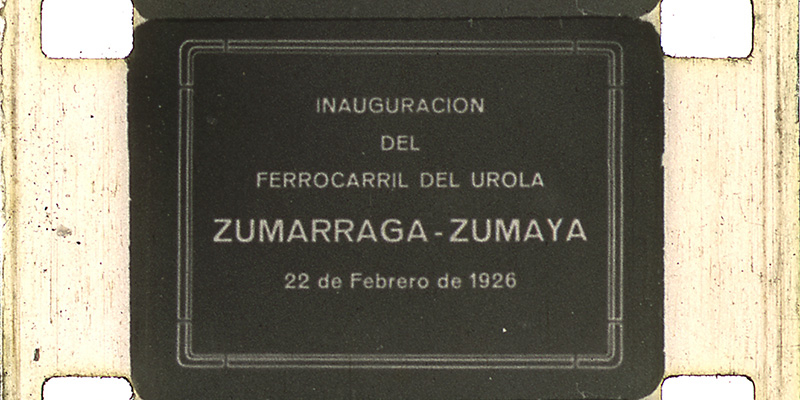 INAUGURACION
DEL
FERROCARRIL DEL UROLA
ZUMARRAGA-ZUMAYA
22 de Febrero de 1926